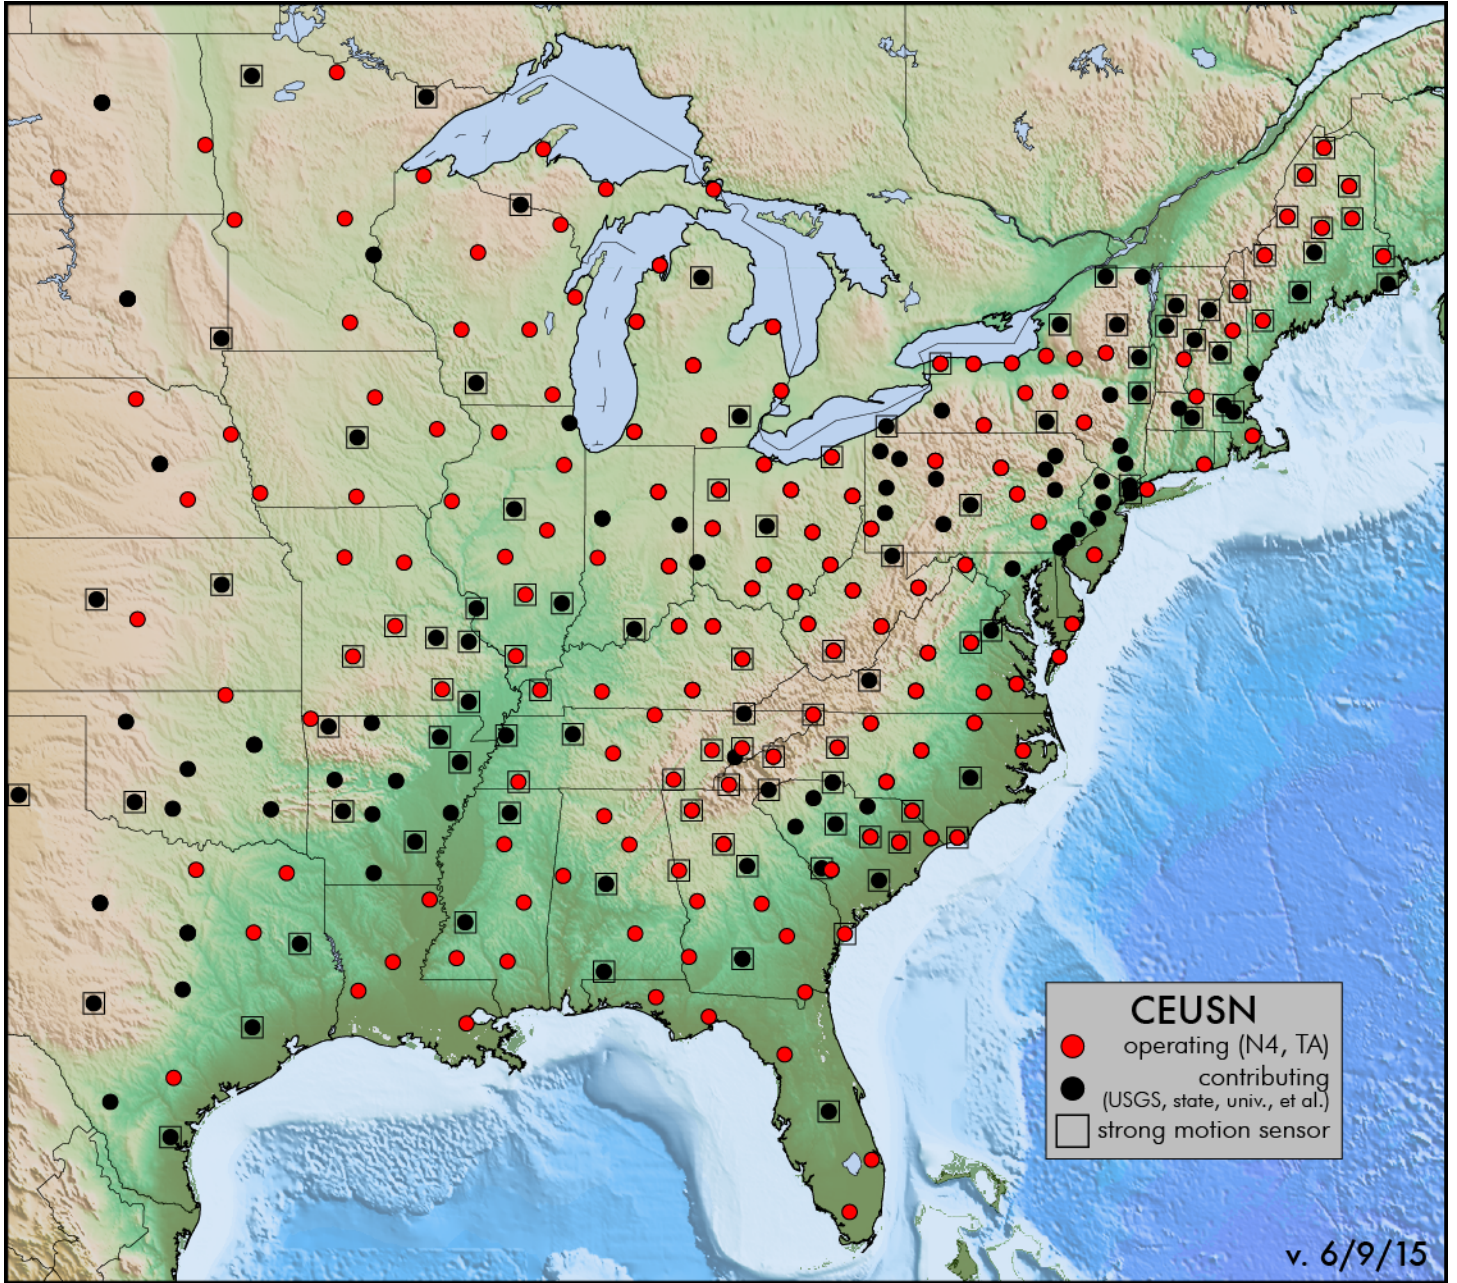 CEUSN
operating (N4, TA)
contributing
(USGS, state, univ., et al.)
strong motion sensor
v. 6/9/15